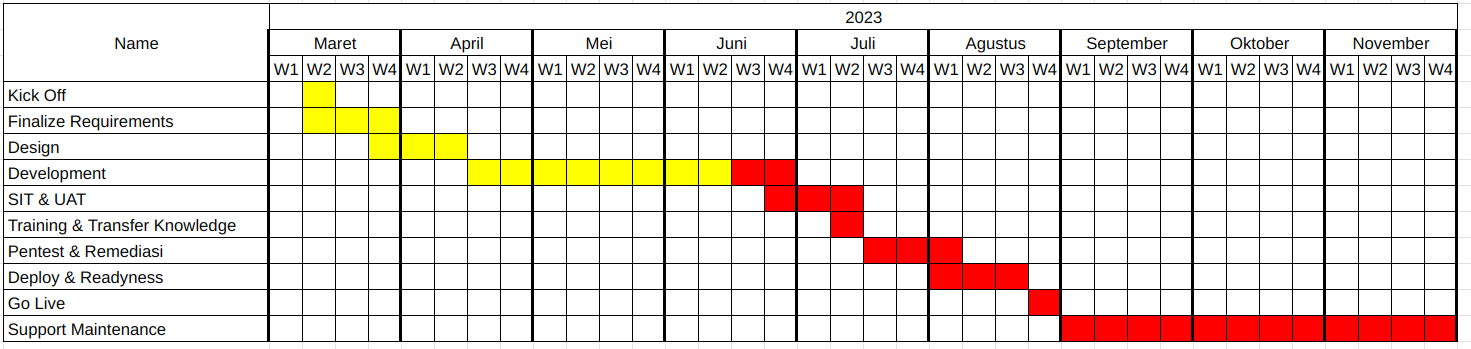 2023
Name Maret April Mei Juni Juli Agustus September Oktober November
W1 W2 W3 W4 W1 W2 W3 W4 W1 W2 W3 W4 W1 W2 W3 W4 W1 W2 W3 W4 W1 W2 W3 W4 W1 W2 W3 W4 W1 W2 W3 W4 W1 W2 W3 W4
Kick Off
Finalize Requirements
Design
Development
SIT & UAT
Training & Transfer Knowledge
Pentest & Remediasi
Deploy & Readyness
Go Live
Support Maintenance